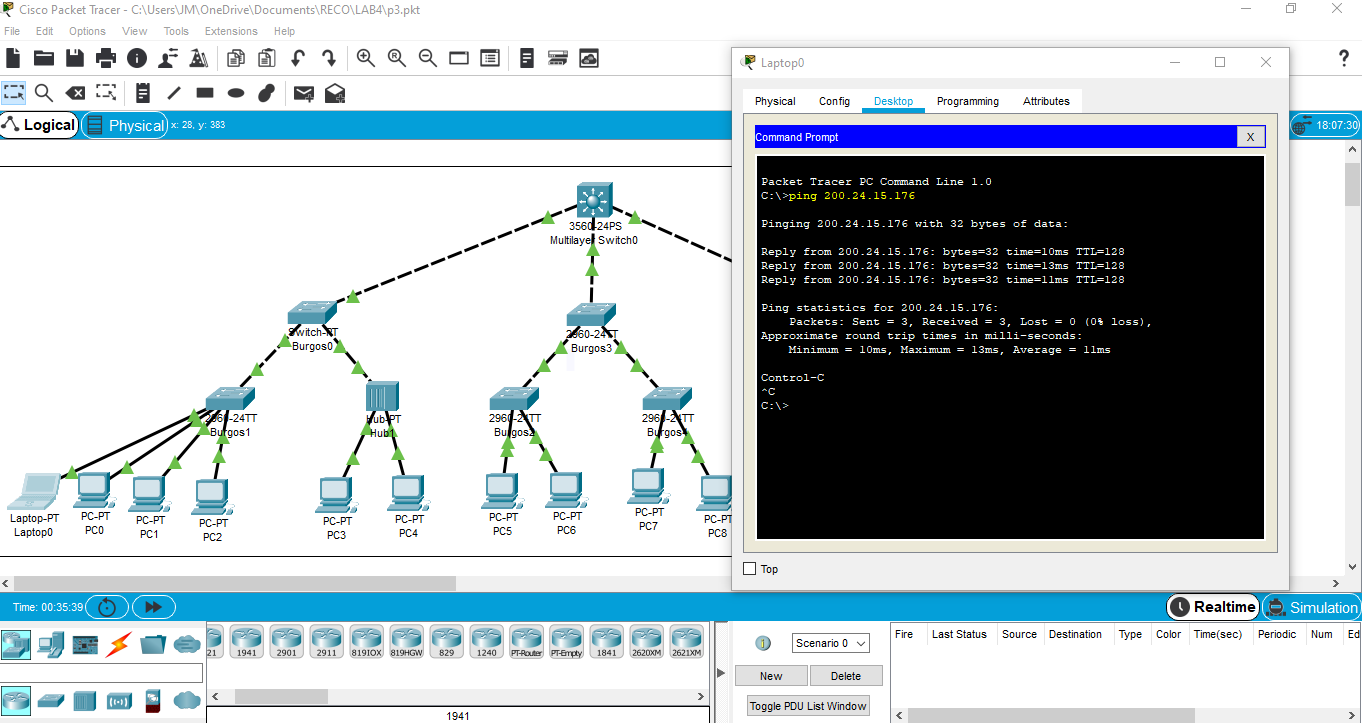 Cisco Packet Tracer - C:\Users\JM\OneDrive\Documents\RECO\LAB4\p3.pkt
File Edit Options View Tools Extensions Help
Logical Physical x: 28, y: 383
18:07:30
3560-24PS
Multilayer Switch0
Switch-PT
Burgos0
2960-24TT
Burgos3
2960-24TT
Burgos1
Hub-PT
Hub1
2960-24TT
Burgos2
2960-24TT
Burgos4
Laptop-PT
Laptop0
PC-PT
PC0
PC-PT
PC1
PC-PT
PC2
PC-PT
PC3
PC-PT
PC4
PC-PT
PC5
PC-PT
PC6
PC-PT
PC7
PC-PT
PC8
Laptop0
Physical Config Desktop Programming Attributes
Command Prompt X
Packet Tracer PC Command Line 1.0
C:\>ping 200.24.15.176
Pinging 200.24.15.176 with 32 bytes of data:
Reply from 200.24.15.176: bytes=32 time=10ms TTL=128
Reply from 200.24.15.176: bytes=32 time=13ms TTL=128
Reply from 200.24.15.176: bytes=32 time=11ms TTL=128
Ping statistics for 200.24.15.176:
Packets: Sent = 3, Received = 3, Lost = 0 (0% loss),
Approximate round trip times in milli-seconds:
Minimum = 10ms, Maximum = 13ms, Average = 11ms
Control-C
^C
C:\>
Top
Time: 00:35:39
Realtime Simulation
21 1941 2901 2911 819IOX 819HGW 829 1240 PT-Router PT-Empty 1841 2620XM 2621XM
1941
Scenario 0
New Delete
Toggle PDU List Window
Fire Last Status Source Destination Type Color Time(sec) Periodic Num Ed